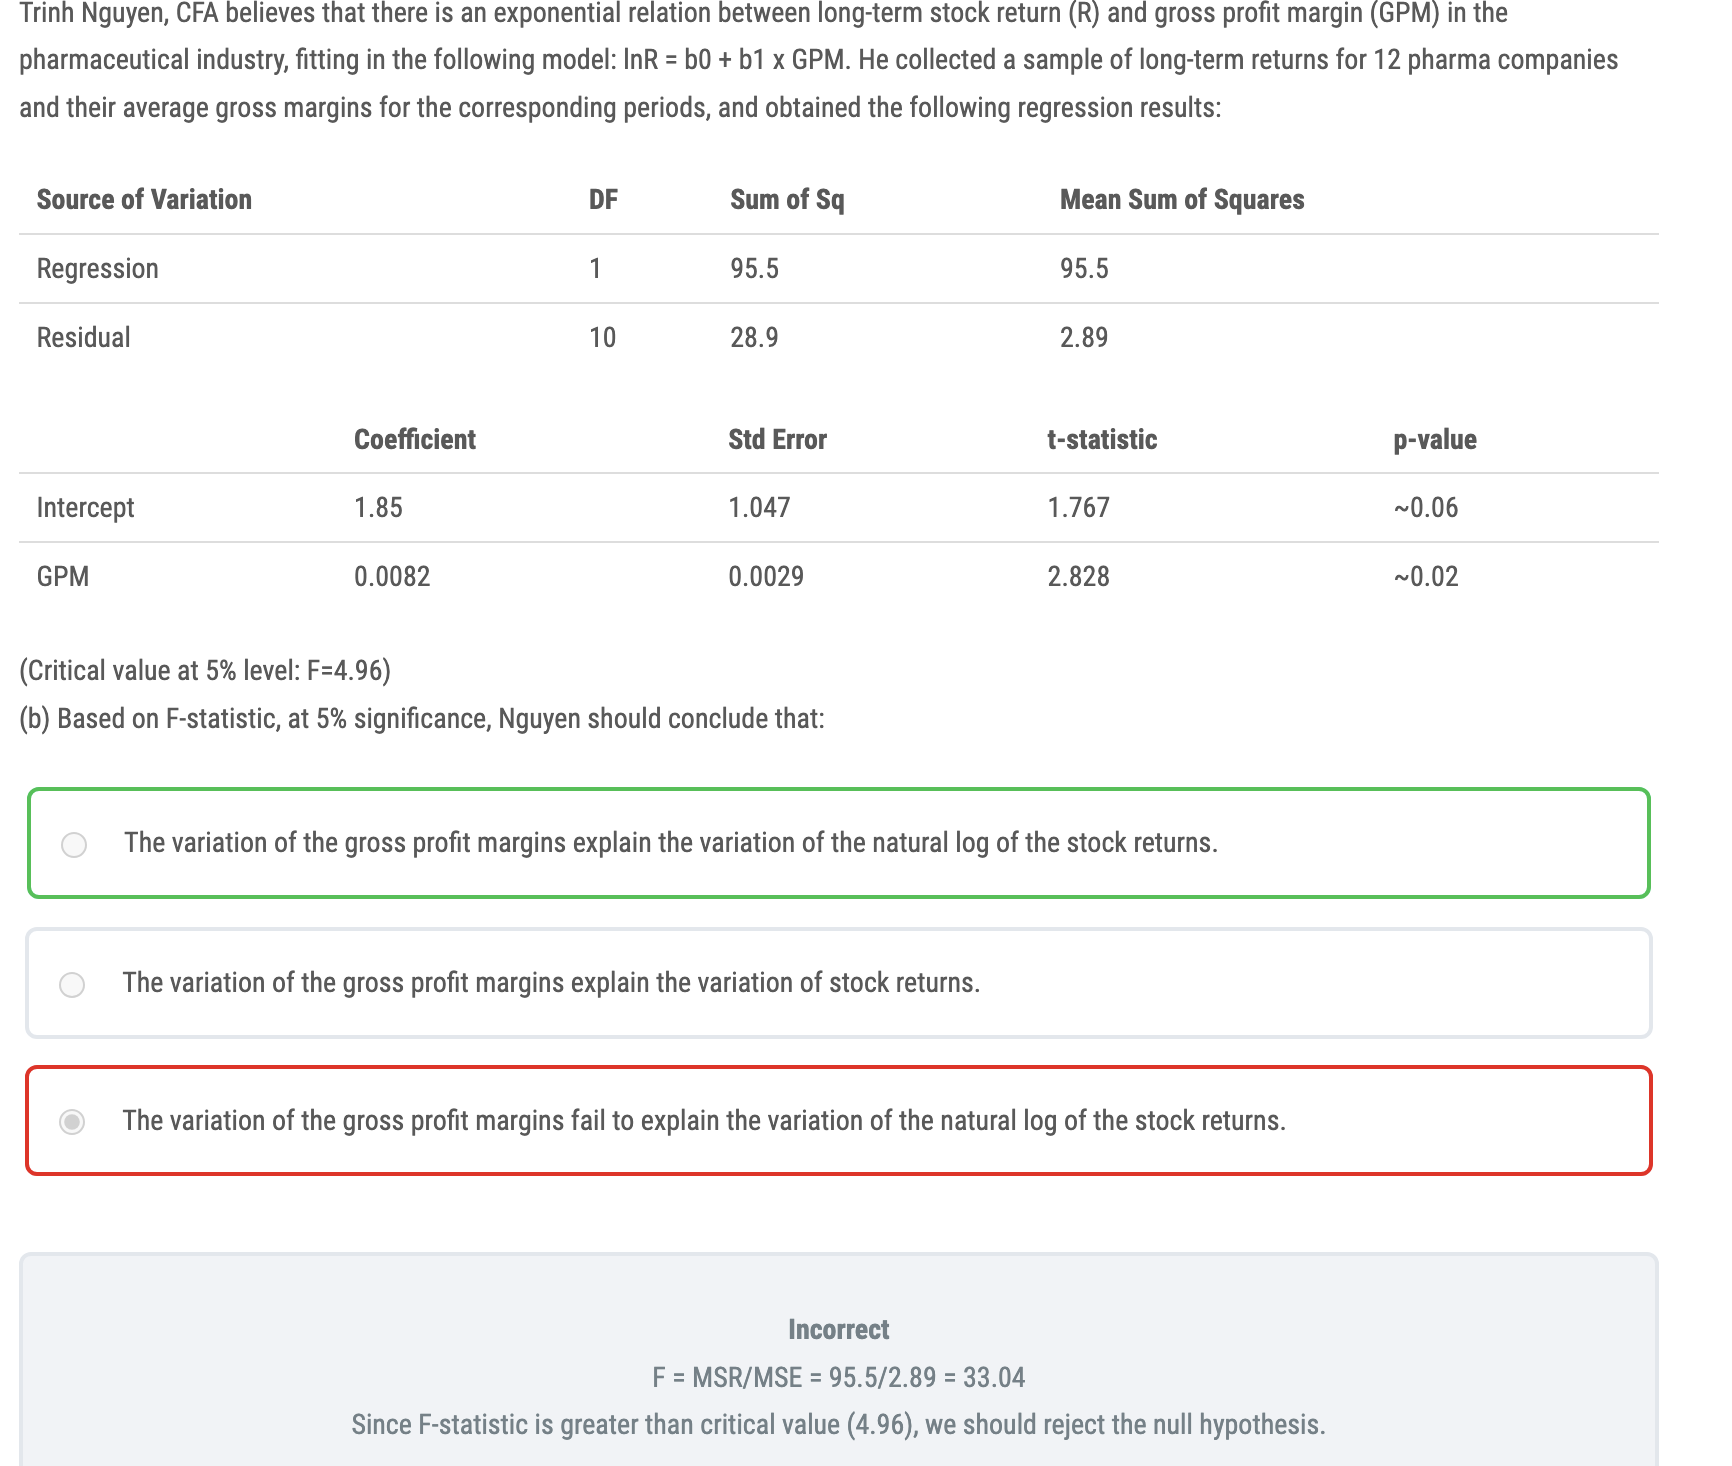 Trinh Nguyen, CFA believes that there is an exponential relation between long-term stock return (R) and gross profit margin (GPM) in the
pharmaceutical industry, fitting in the following model: lnR = b0 + b1 x GPM. He collected a sample of long-term returns for 12 pharma companies
and their average gross margins for the corresponding periods, and obtained the following regression results:
Source of Variation DF Sum of Sq Mean Sum of Squares
Regression 1 95.5 95.5
Residual 10 28.9 2.89
Coefficient Std Error t-statistic p-value
Intercept 1.85 1.047 1.767 ~0.06
GPM 0.0082 0.0029 2.828 ~0.02
(Critical value at 5% level: F=4.96)
(b) Based on F-statistic, at 5% significance, Nguyen should conclude that:
The variation of the gross profit margins explain the variation of the natural log of the stock returns.
The variation of the gross profit margins explain the variation of stock returns.
The variation of the gross profit margins fail to explain the variation of the natural log of the stock returns.
Incorrect
F = MSR/MSE = 95.5/2.89 = 33.04
Since F-statistic is greater than critical value (4.96), we should reject the null hypothesis.